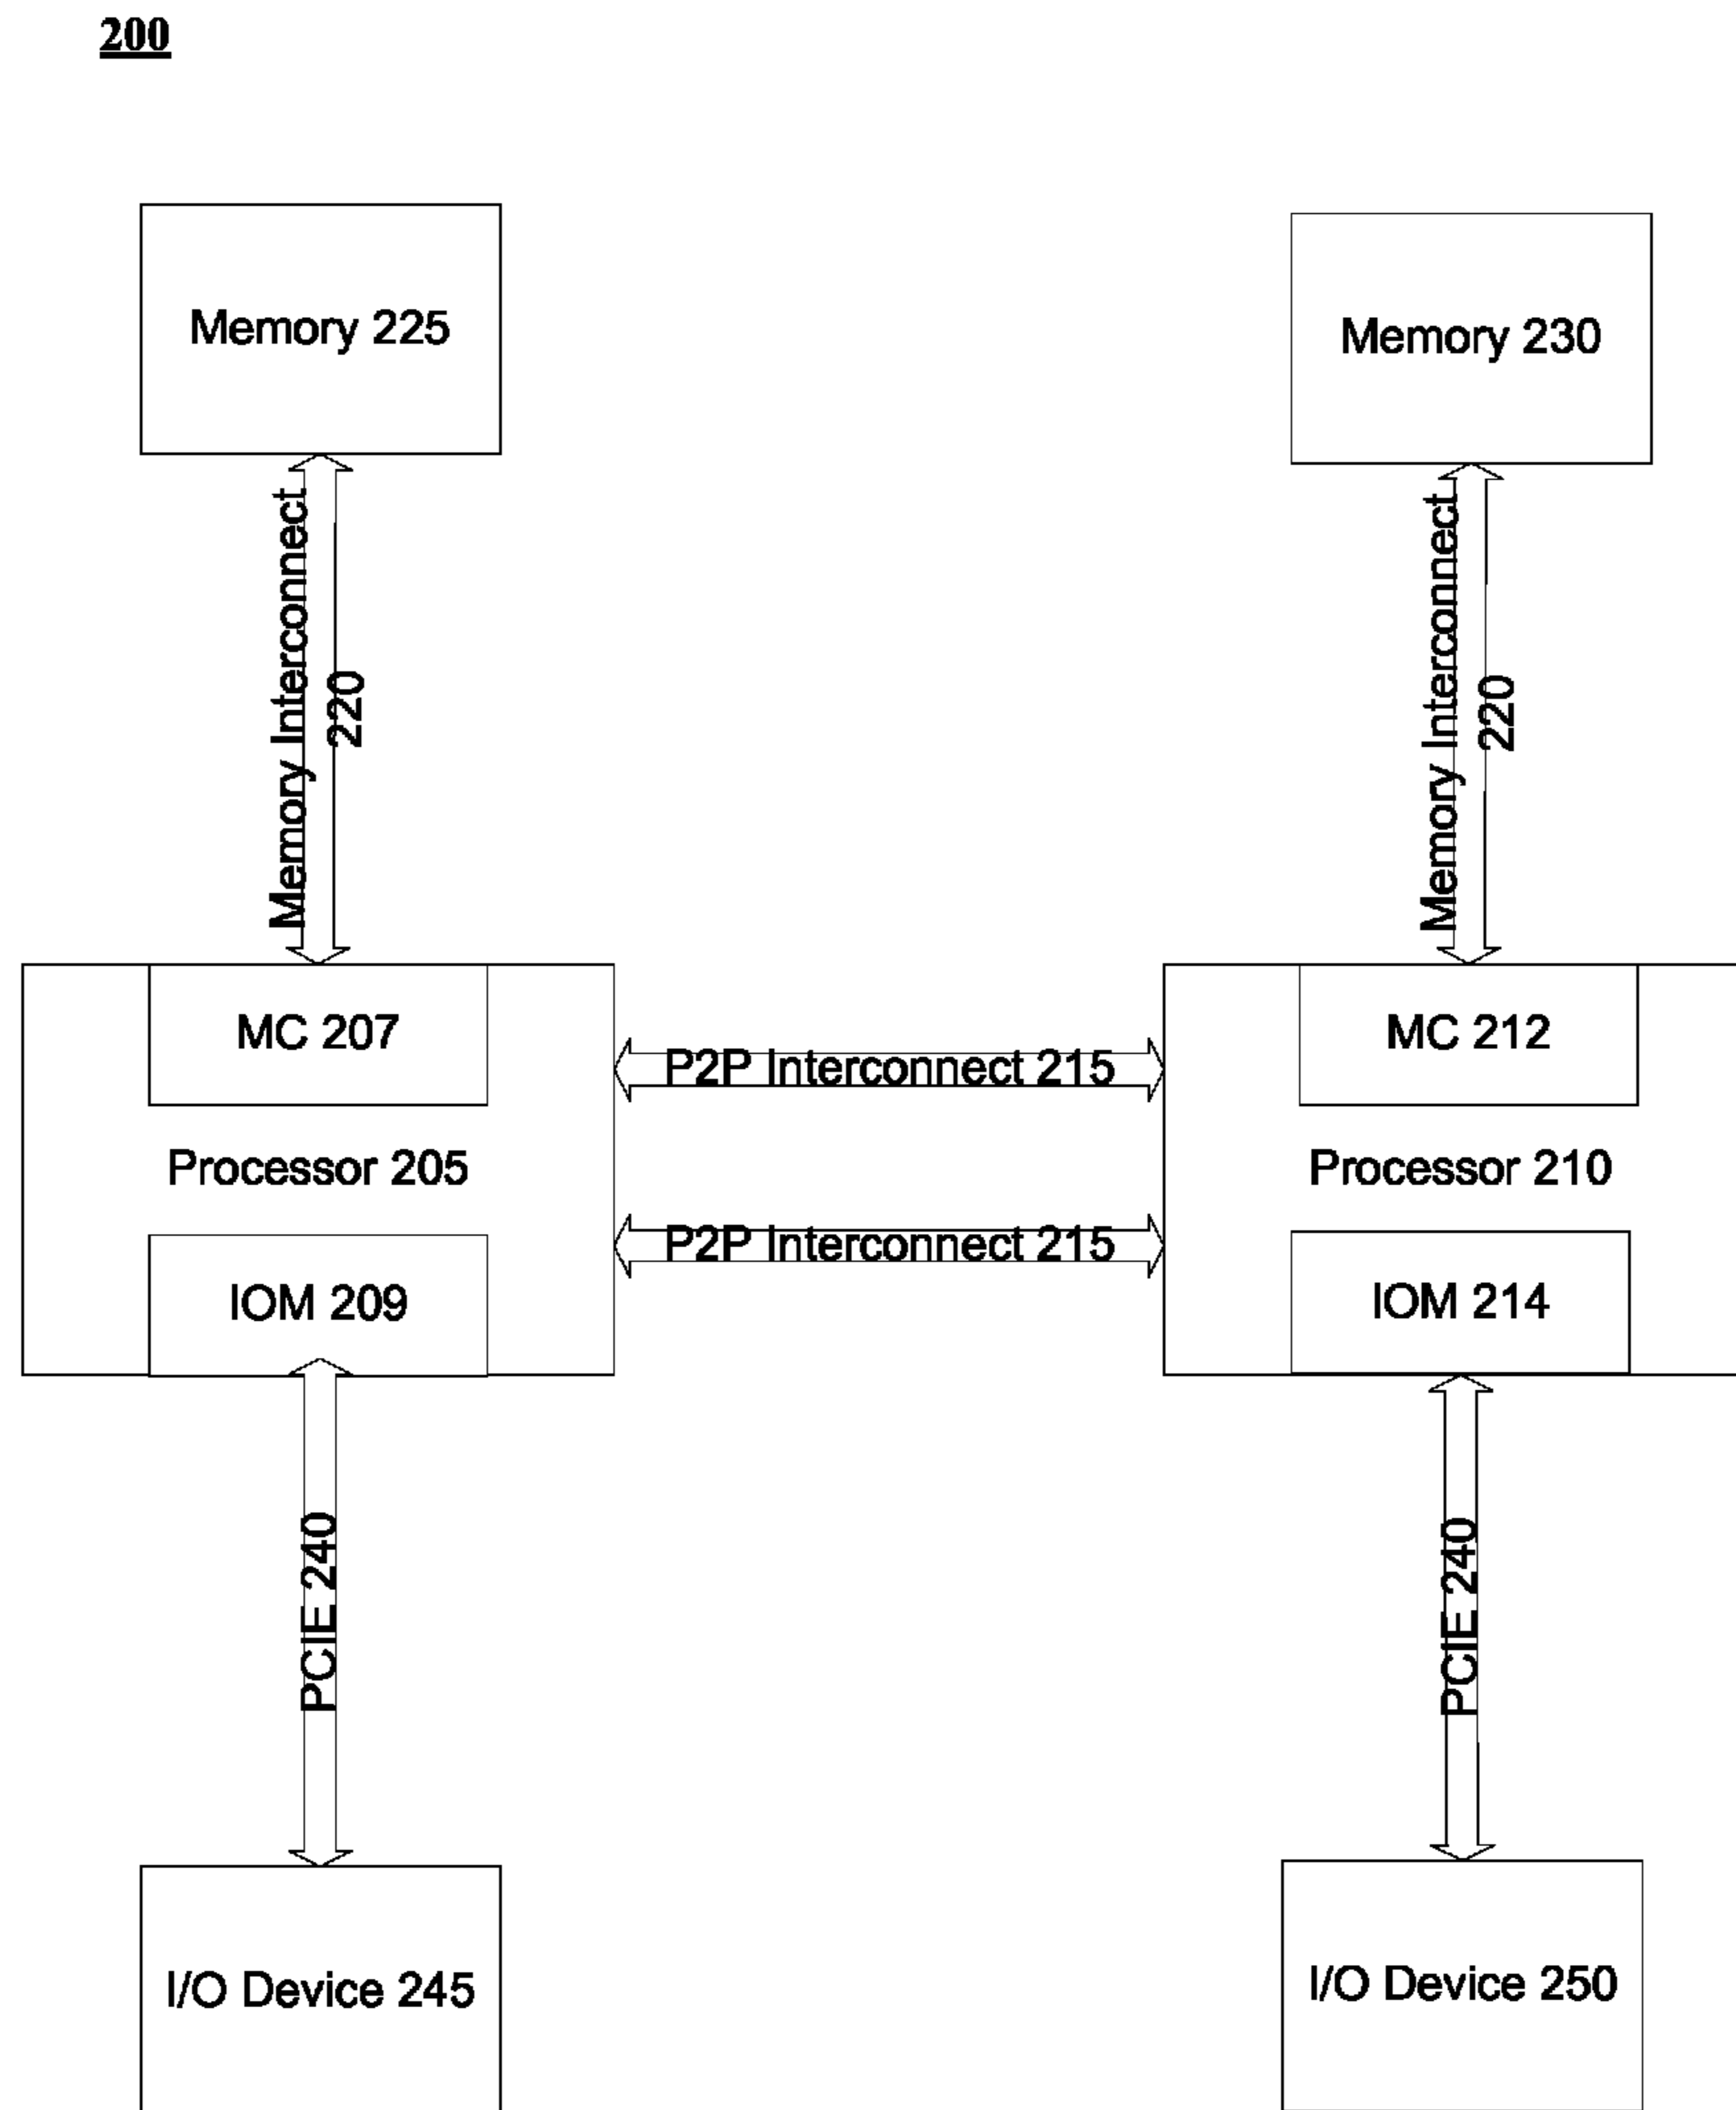 200
Memory 225
Memory 230
Memory Interconnect
220
Memory Interconnect
220
MC 207
MC 212
P2P Interconnect 215
Processor 205
Processor 210
P2P Interconnect 215
IOM 209
IOM 214
PCIE 240
PCIE 240
I/O Device 245
I/O Device 250